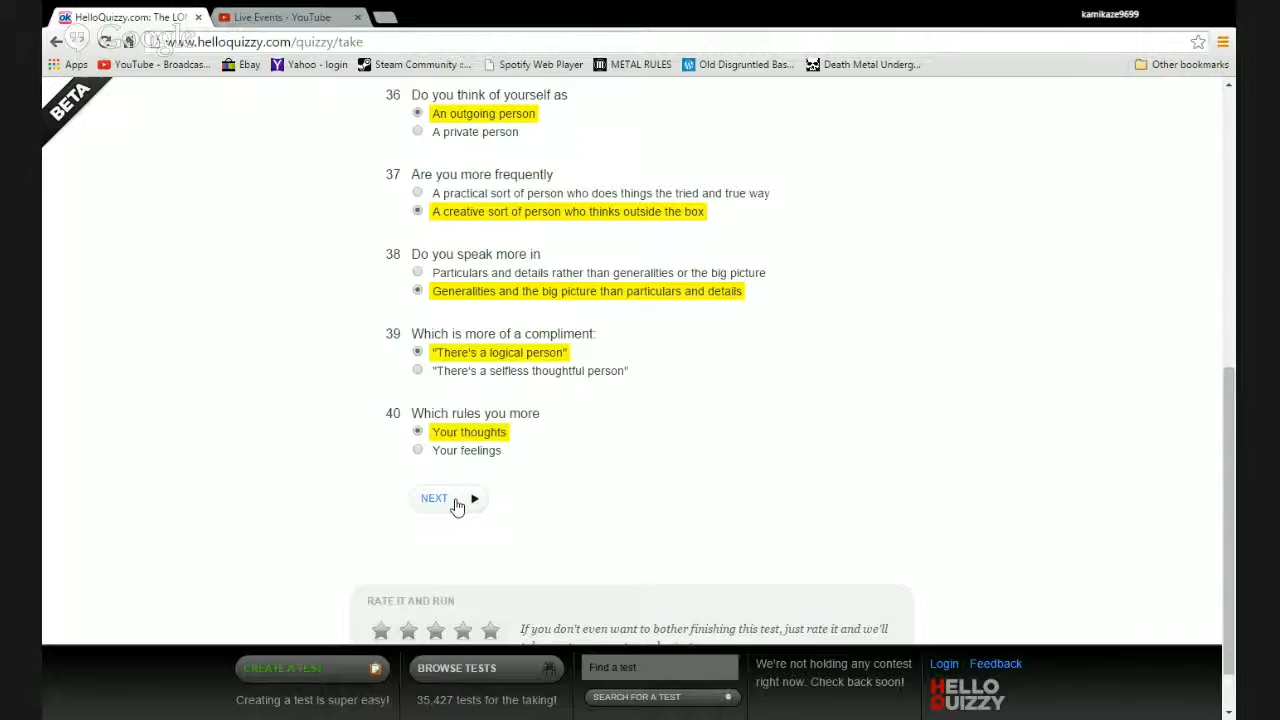 HelloQuizzy.com: The LO
Live Events - YouTube
kamikaze9699
Google
www.helloquizzy.com/quizzy/take
Apps
YouTube - Broadcas...
Ebay
Yahoo - login
Steam Community ::...
Spotify Web Player
METAL RULES
Old Disgruntled Bas...
Death Metal Underg...
Other bookmarks
BETA
36 Do you think of yourself as
An outgoing person
A private person
37 Are you more frequently
A practical sort of person who does things the tried and true way
A creative sort of person who thinks outside the box
38 Do you speak more in
Particulars and details rather than generalities or the big picture
Generalities and the big picture than particulars and details
39 Which is more of a compliment:
"There's a logical person"
"There's a selfless thoughtful person"
40 Which rules you more
Your thoughts
Your feelings
NEXT
RATE IT AND RUN
If you don't even want to bother finishing this test, just rate it and we'll
CREATE A TEST
BROWSE TESTS
Find a test
We're not holding any contest
right now. Check back soon!
Login
Feedback
Creating a test is super easy!
35,427 tests for the taking!
SEARCH FOR A TEST
HELLO
QUIZZY